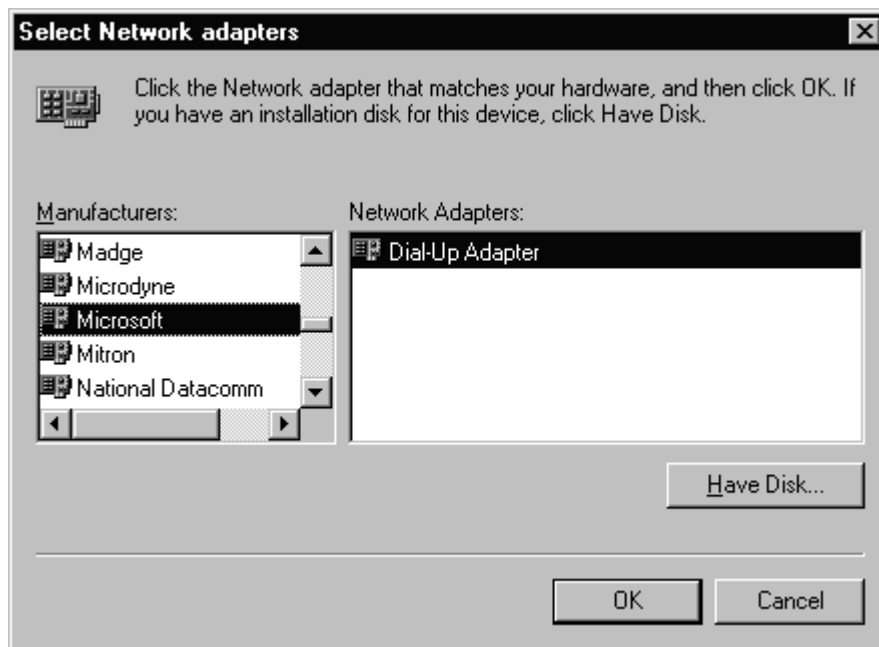 Select Network adapters
Click the Network adapter that matches your hardware, and then click OK. If
you have an installation disk for this device, click Have Disk.
Manufacturers:
Madge
Microdyne
Microsoft
Mitron
National Datacomm
Network Adapters:
Dial-Up Adapter
Have Disk...
OK
Cancel